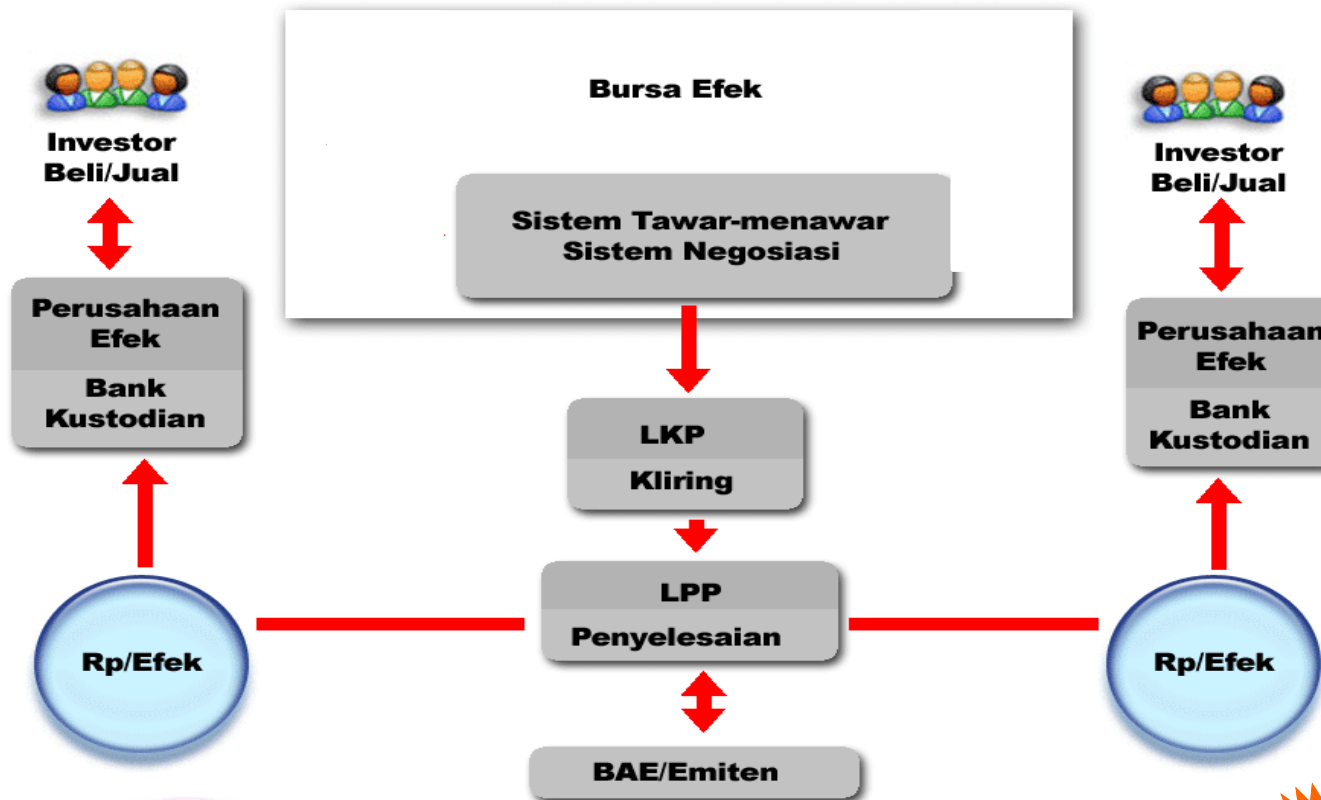 Bursa Efek
Investor
Beli/Jual
Investor
Beli/Jual
Sistem Tawar-menawar
Sistem Negosiasi
Perusahaan
Efek
Bank
Kustodian
Perusahaan
Efek
Bank
Kustodian
LKP
Kliring
LPP
Penyelesaian
Rp/Efek
Rp/Efek
BAE/Emiten